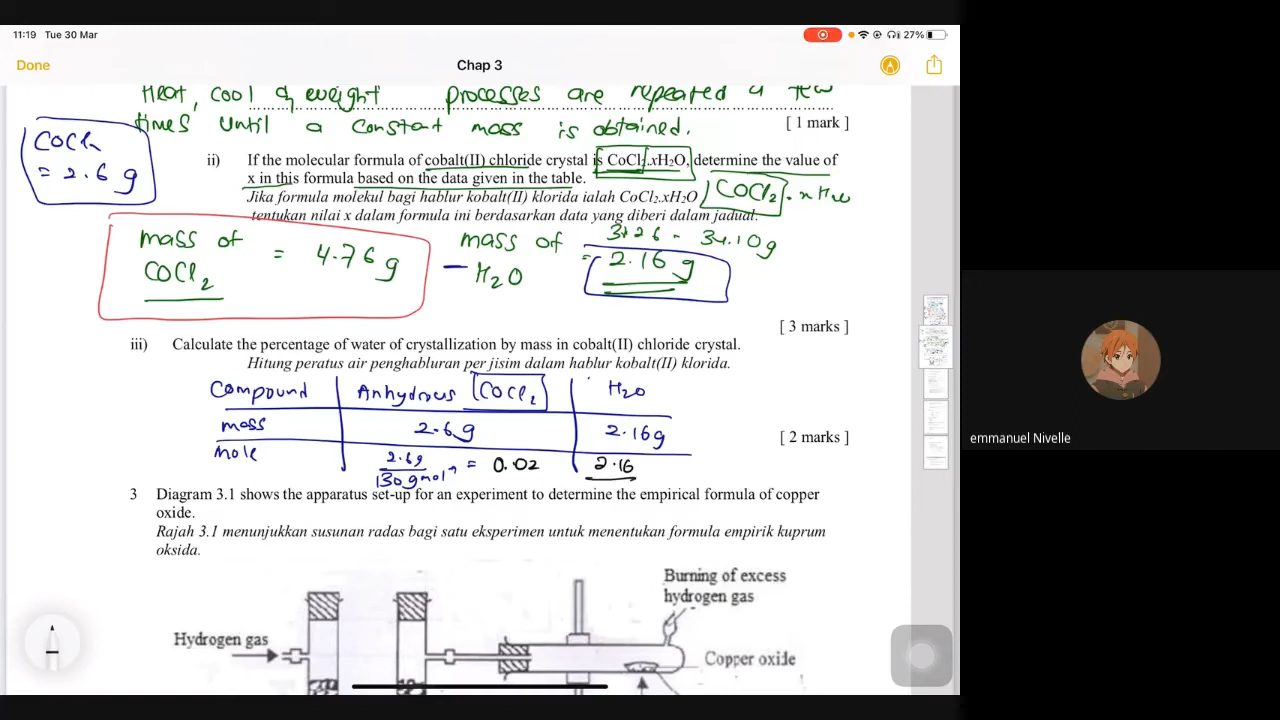 11:19 Tue 30 Mar
27%
Done
Chap 3
Heat, cool & weight processes are repeated a few
times until a constant mass is obtained.
[ 1 mark ]
COCl2
= 2.6 g
ii) If the molecular formula of cobalt(II) chloride crystal is CoCl2.xH2O, determine the value of
x in this formula based on the data given in the table.
Jika formula molekul bagi hablur kobalt(II) klorida ialah CoCl2.xH2O
tentukan nilai x dalam formula ini berdasarkan data yang diberi dalam jadual.
COCl2 . x H2O
mass of COCl2 = 4.76 g
mass of H2O = - 34.10g
= 2.16 g
[ 3 marks ]
iii) Calculate the percentage of water of crystallization by mass in cobalt(II) chloride crystal.
Hitung peratus air penghabluran per jisim dalam hablur kobalt(II) klorida.
Compound Anhydrous COCl2 H2O
mass 2.6g 2.16g
[ 2 marks ]
mole 2.6g / 130gmol-1 = 0.02 2.16
3 Diagram 3.1 shows the apparatus set-up for an experiment to determine the empirical formula of copper
oxide.
Rajah 3.1 menunjukkan susunan radas bagi satu eksperimen untuk menentukan formula empirik kuprum
oksida.
Burning of excess
hydrogen gas
Hydrogen gas
Copper oxide
emmanuel Nivelle